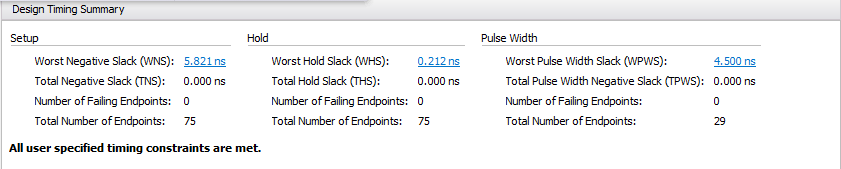 Design Timing Summary
Setup Hold Pulse Width
Worst Negative Slack (WNS): 5.821 ns Worst Hold Slack (WHS): 0.212 ns Worst Pulse Width Slack (WPWS): 4.500 ns
Total Negative Slack (TNS): 0.000 ns Total Hold Slack (THS): 0.000 ns Total Pulse Width Negative Slack (TPWS): 0.000 ns
Number of Failing Endpoints: 0 Number of Failing Endpoints: 0 Number of Failing Endpoints: 0
Total Number of Endpoints: 75 Total Number of Endpoints: 75 Total Number of Endpoints: 29
All user specified timing constraints are met.